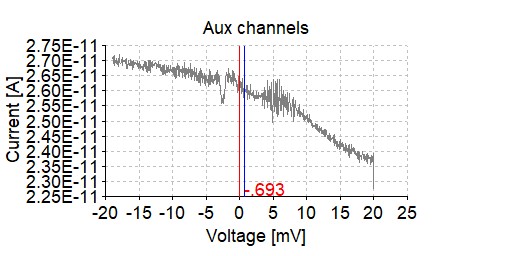 Aux channels
Current [A]
2.75E-11
2.70E-11
2.65E-11
2.60E-11
2.55E-11
2.50E-11
2.45E-11
2.40E-11
2.35E-11
2.30E-11
2.25E-11
-.693
-20 -15 -10 -5 0 5 10 15 20 25
Voltage [mV]